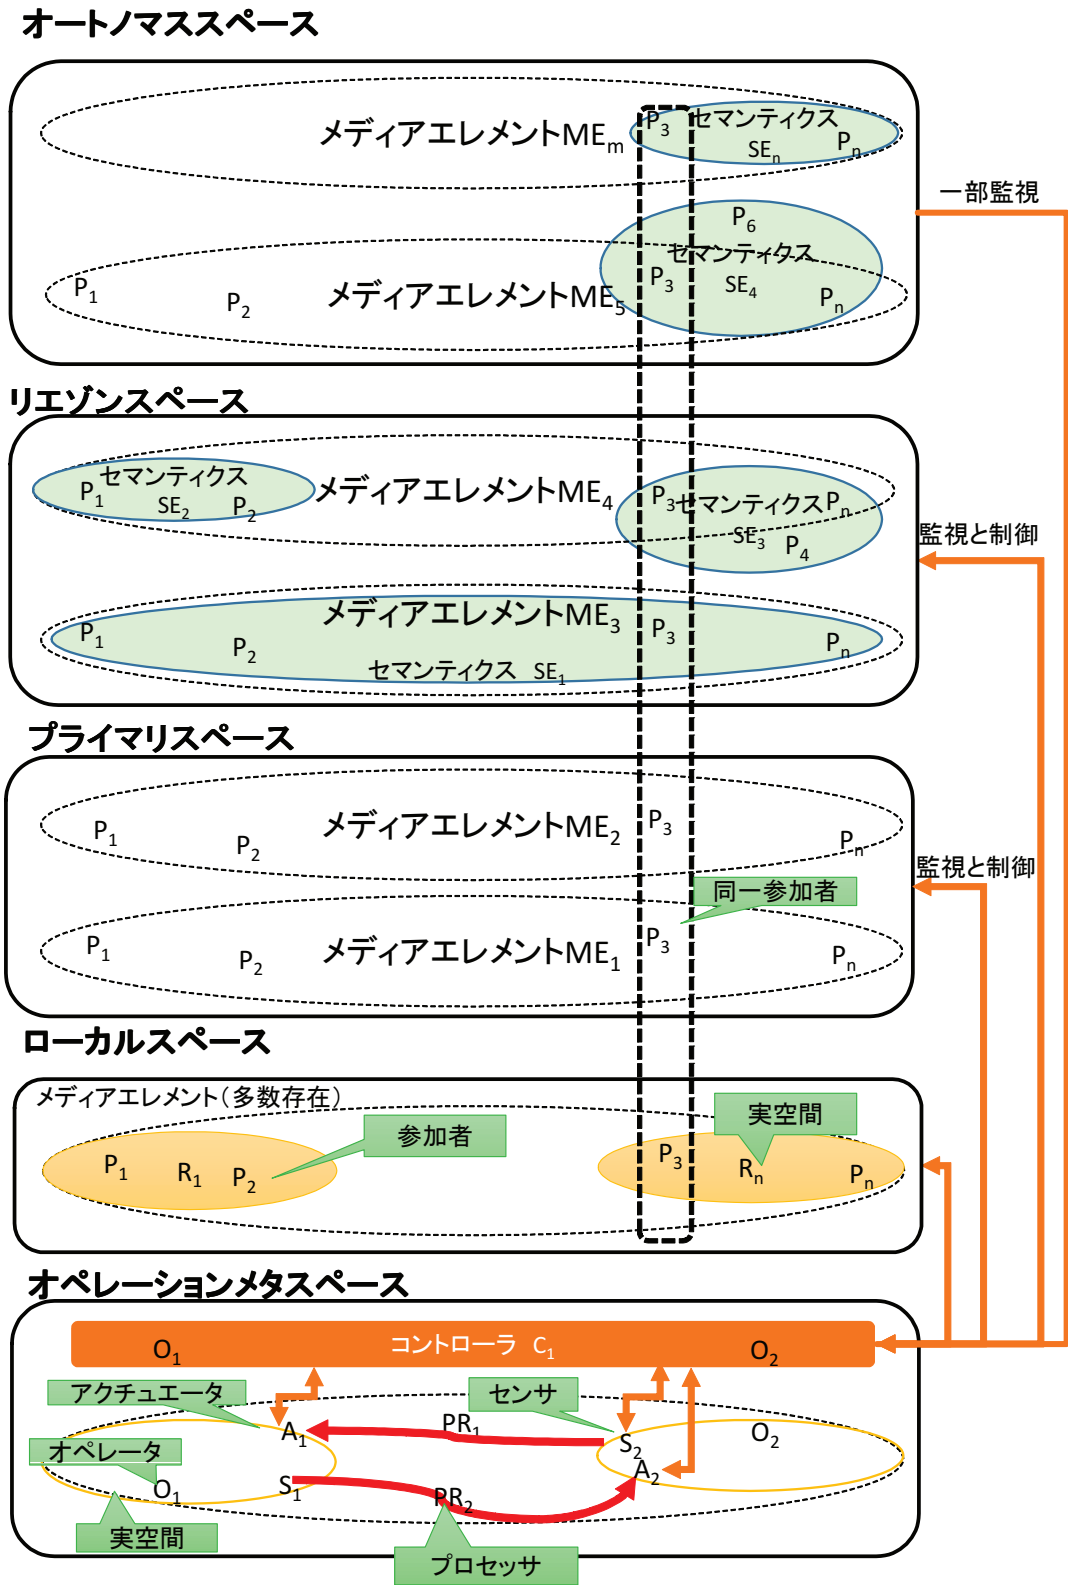 オートノマススペース
メディアエレメントMEm
P3
セマンティクス
SEn
Pn
一部監視
P6
セマンティクス
SE4
P1
P2
メディアエレメントME5
P3
Pn
リエゾンスペース
セマンティクス
P1
SE2
P2
メディアエレメントME4
P3
セマンティクス
Pn
SE3
P4
監視と制御
メディアエレメントME3
P1
P2
P3
Pn
セマンティクス SE1
プライマリスペース
P1
P2
メディアエレメントME2
P3
Pn
監視と制御
同一参加者
P1
P2
メディアエレメントME1
P3
Pn
ローカルスペース
メディアエレメント(多数存在)
参加者
実空間
P1
R1
P2
P3
Rn
Pn
オペレーションメタスペース
O1
コントローラ C1
O2
アクチュエータ
センサ
A1
PR1
S2
O2
オペレータ
A2
O1
S1
PR2
実空間
プロセッサ